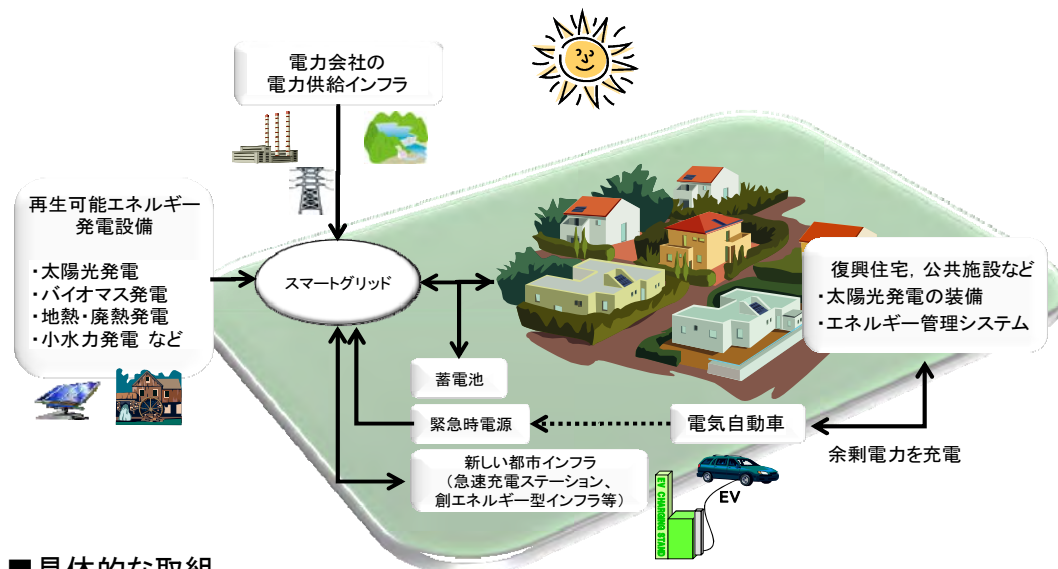 電力会社の
電力供給インフラ
再生可能エネルギー
発電設備
・太陽光発電
・バイオマス発電
・地熱・廃熱発電
・小水力発電 など
スマートグリッド
復興住宅，公共施設など
・太陽光発電の装備
・エネルギー管理システム
蓄電池
緊急時電源
電気自動車
余剰電力を充電
新しい都市インフラ
（急速充電ステーション、
創エネルギー型インフラ等）
EV
EV CHARGING STAND
■具体的な取組